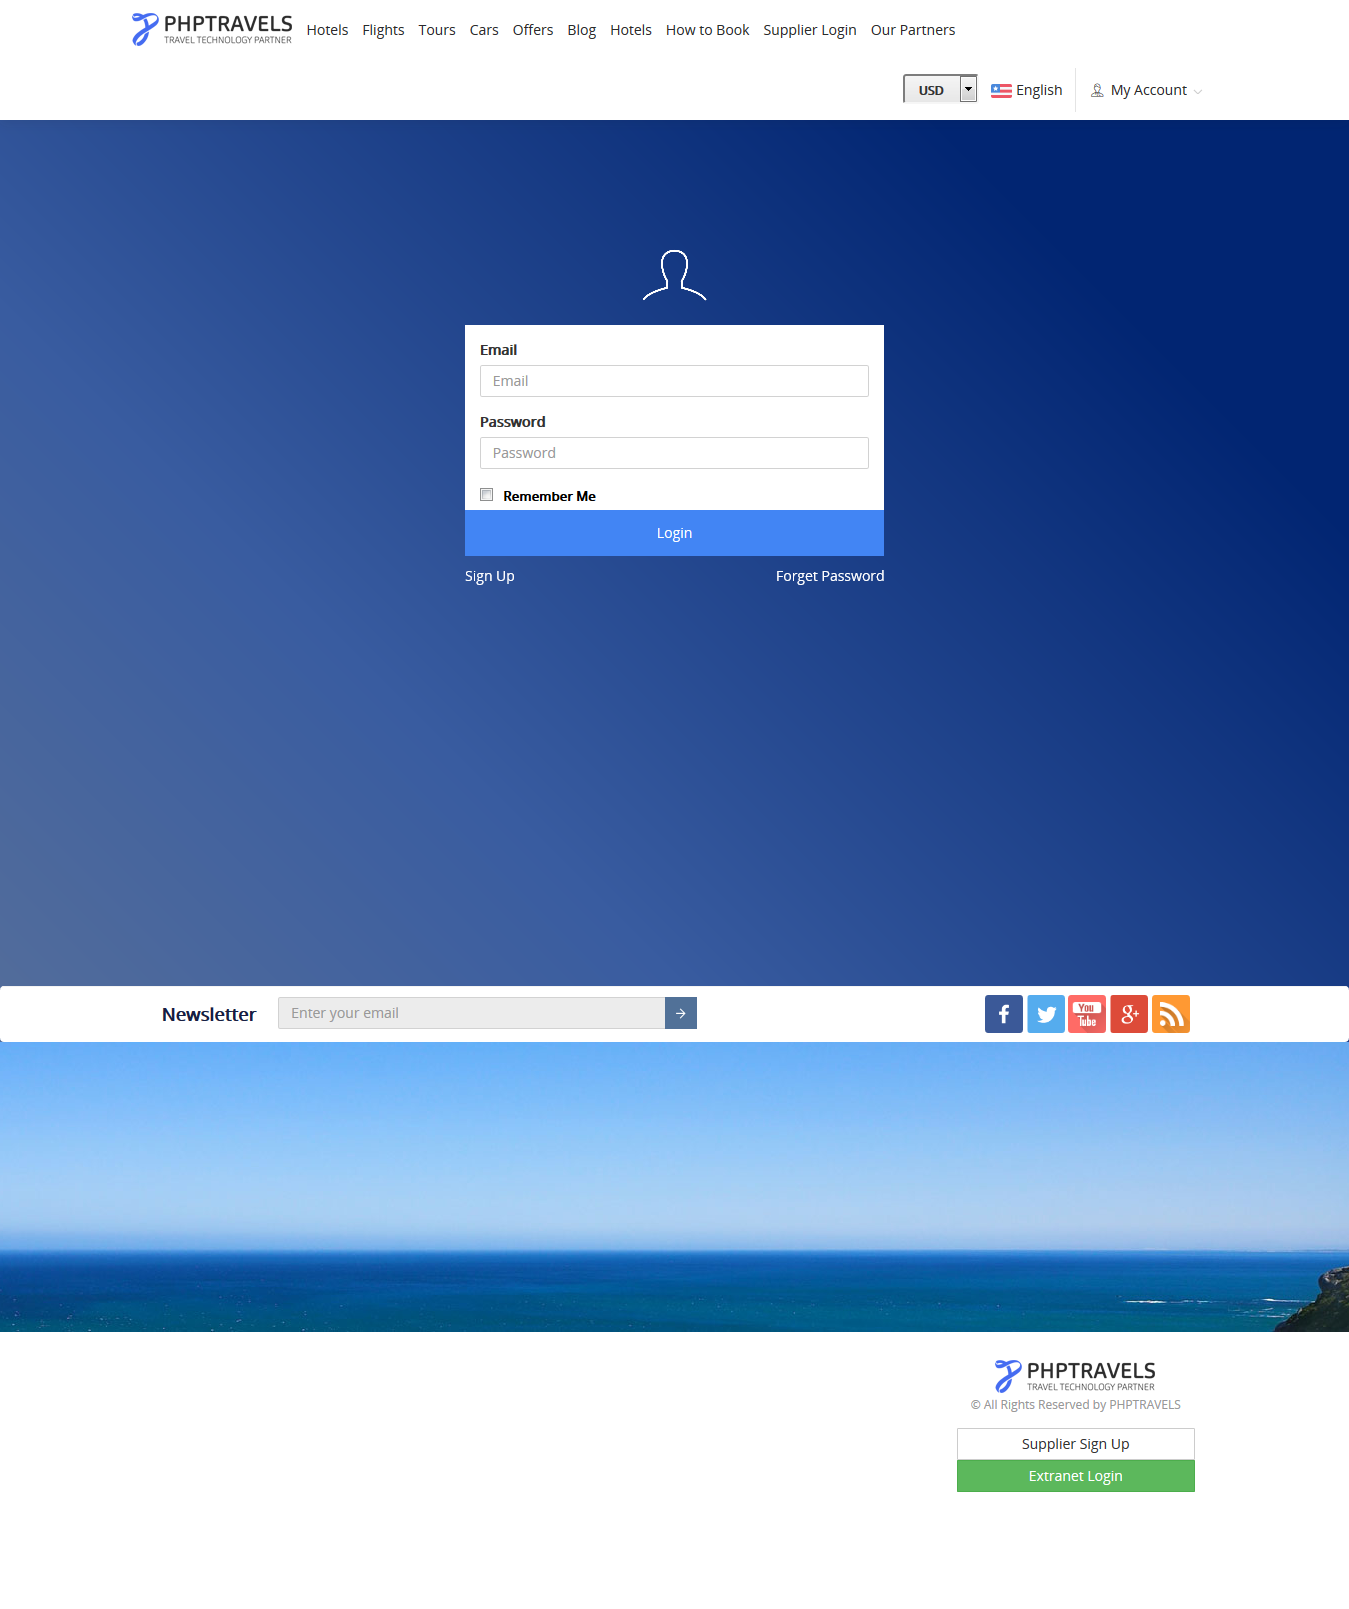 PHPTRAVELS
TRAVEL TECHNOLOGY PARTNER
Hotels Flights Tours Cars Offers Blog Hotels How to Book Supplier Login Our Partners
USD English My Account
Email
Email
Password
Password
Remember Me
Login
Sign Up Forget Password
Newsletter Enter your email
f You Tube g+
PHPTRAVELS
TRAVEL TECHNOLOGY PARTNER
© All Rights Reserved by PHPTRAVELS
Supplier Sign Up
Extranet Login